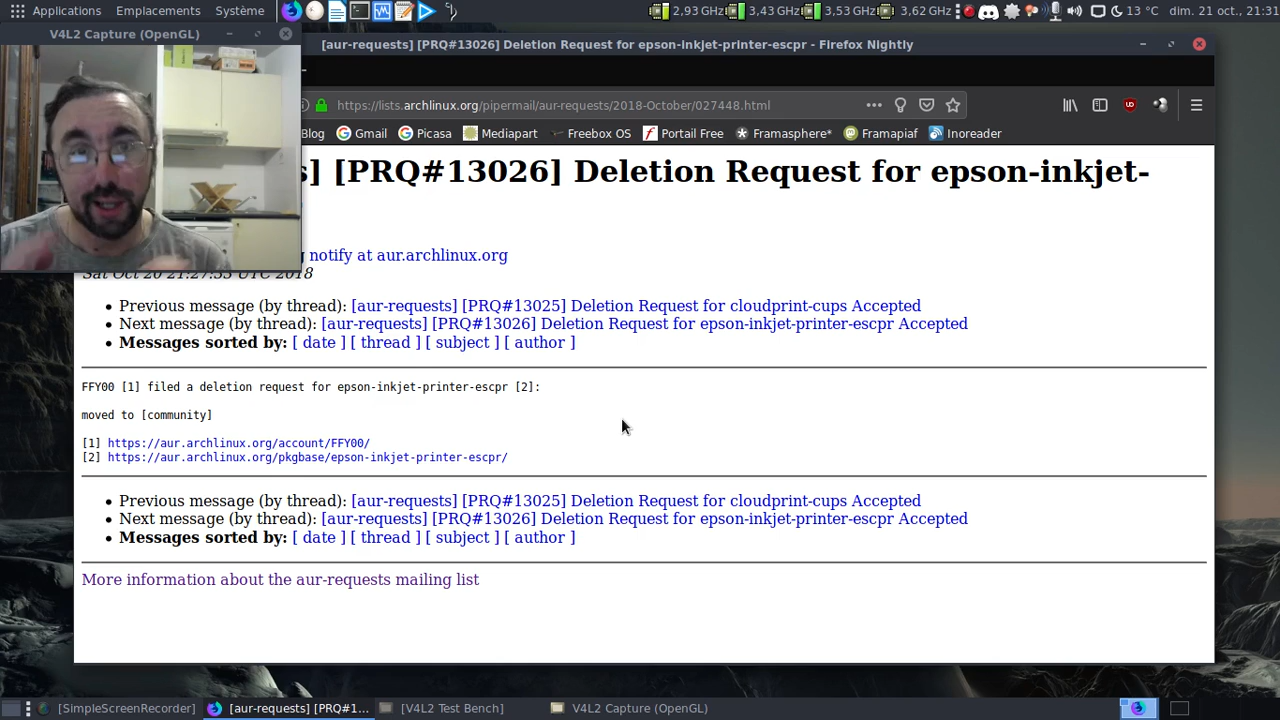 Applications Emplacements Système 2,93 GHz 3,43 GHz 3,53 GHz 3,62 GHz 13 °C dim. 21 oct., 21:31
V4L2 Capture (OpenGL)
[aur-requests] [PRQ#13026] Deletion Request for epson-inkjet-printer-escpr - Firefox Nightly
https://lists.archlinux.org/pipermail/aur-requests/2018-October/027448.html
Blog Gmail Picasa Mediapart Freebox OS Portail Free Framasphere* Framapiaf Inoreader
s] [PRQ#13026] Deletion Request for epson-inkjet-
notify at aur.archlinux.org
Sat Oct 20 21:27:53 UTC 2018
• Previous message (by thread): [aur-requests] [PRQ#13025] Deletion Request for cloudprint-cups Accepted
• Next message (by thread): [aur-requests] [PRQ#13026] Deletion Request for epson-inkjet-printer-escpr Accepted
• Messages sorted by: [ date ] [ thread ] [ subject ] [ author ]
FFY00 [1] filed a deletion request for epson-inkjet-printer-escpr [2]:
moved to [community]
[1] https://aur.archlinux.org/account/FFY00/
[2] https://aur.archlinux.org/pkgbase/epson-inkjet-printer-escpr/
• Previous message (by thread): [aur-requests] [PRQ#13025] Deletion Request for cloudprint-cups Accepted
• Next message (by thread): [aur-requests] [PRQ#13026] Deletion Request for epson-inkjet-printer-escpr Accepted
• Messages sorted by: [ date ] [ thread ] [ subject ] [ author ]
More information about the aur-requests mailing list
[SimpleScreenRecorder] [aur-requests] [PRQ#1... [V4L2 Test Bench] V4L2 Capture (OpenGL)